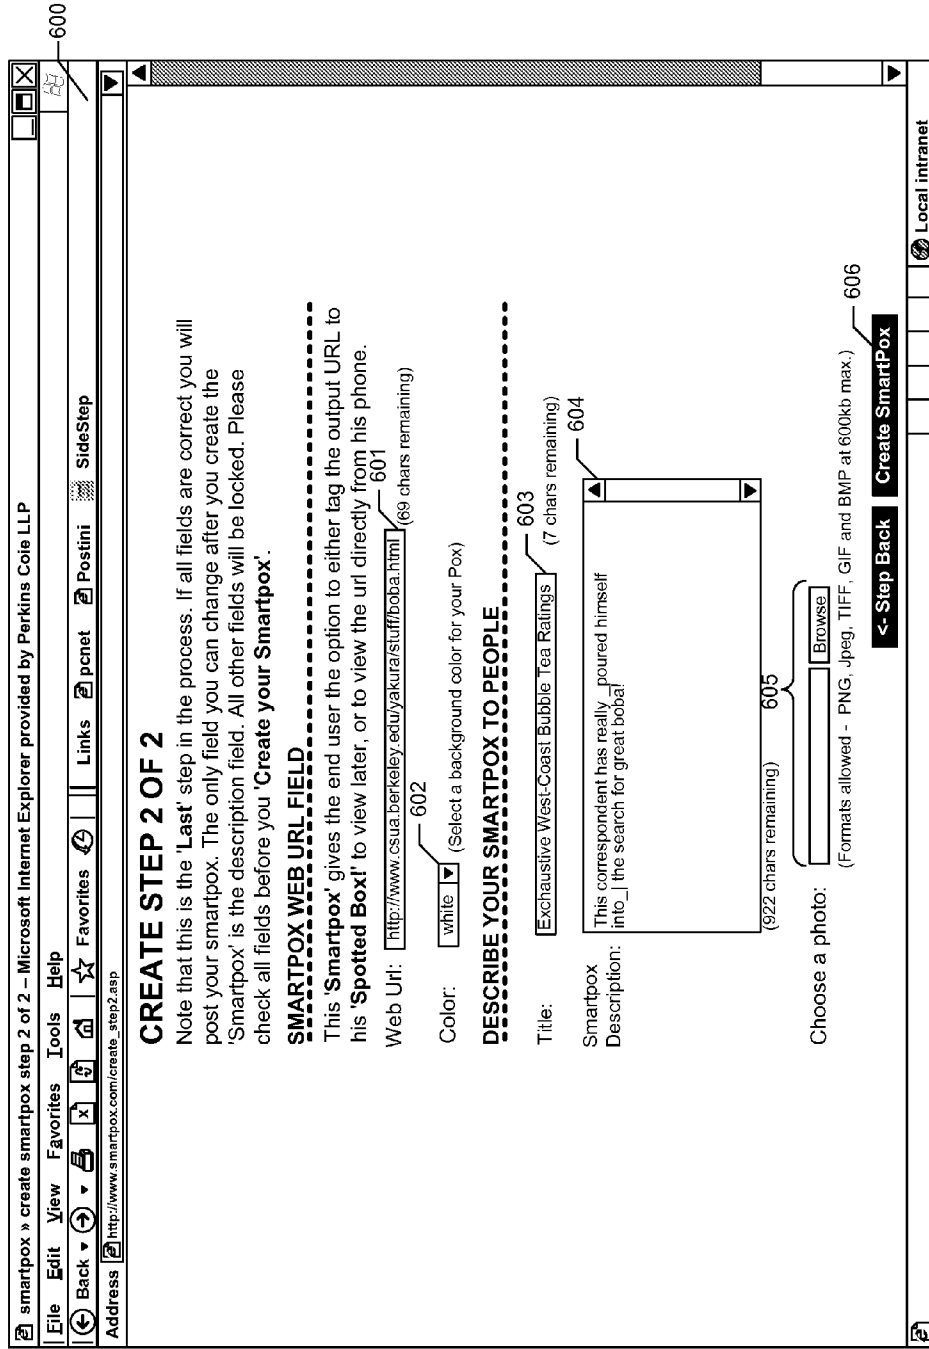 600
smartpox » create smartpox step 2 of 2 – Microsoft Internet Explorer provided by Perkins Coie LLP
File Edit View Favorites Tools Help
Back Favorites Links pcnet Postini SideStep
Address http://www.smartpox.com/create_step2.asp
CREATE STEP 2 OF 2
Note that this is the 'Last' step in the process. If all fields are correct you will
post your smartpox. The only field you can change after you create the
'Smartpox' is the description field. All other fields will be locked. Please
check all fields before you 'Create your Smartpox'.
SMARTPOX WEB URL FIELD
This 'Smartpox' gives the end user the option to either tag the output URL to
his 'Spotted Box!' to view later, or to view the url directly from his phone.
601
Web Url: http://www.csua.berkeley.edu/yakura/stuff/boba.html (69 chars remaining)
602
Color: white (Select a background color for your Pox)
DESCRIBE YOUR SMARTPOX TO PEOPLE
603
Title: Exchaustive West-Coast Bubble Tea Ratings (7 chars remaining)
604
Smartpox
Description:
This correspondent has really_poured himself
into_| the search for great boba!
(922 chars remaining)
605
Choose a photo: Browse
(Formats allowed - PNG, Jpeg, TIFF, GIF and BMP at 600kb max.)
606
<- Step Back Create SmartPox
Local intranet